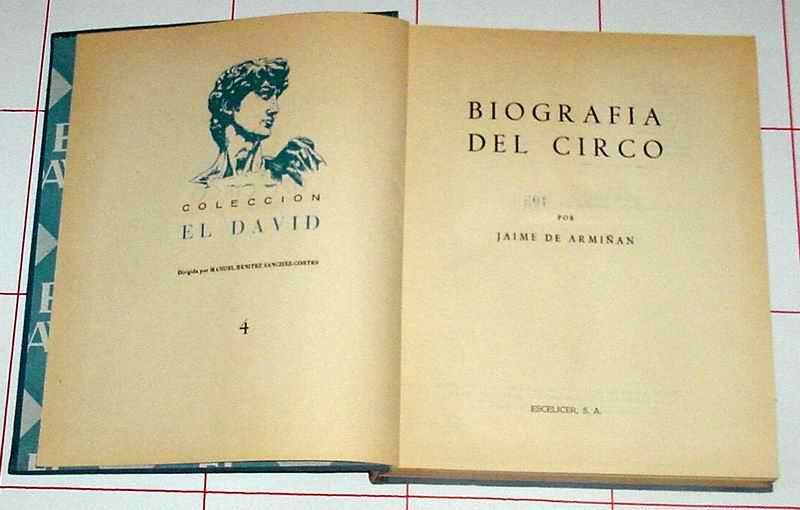 COLECCION
EL DAVID
Dirigida por MANUEL BENITEZ SANCHEZ-CORTES
4
BIOGRAFIA
DEL CIRCO
POR
JAIME DE ARMIÑAN
ESCELICER, S. A.